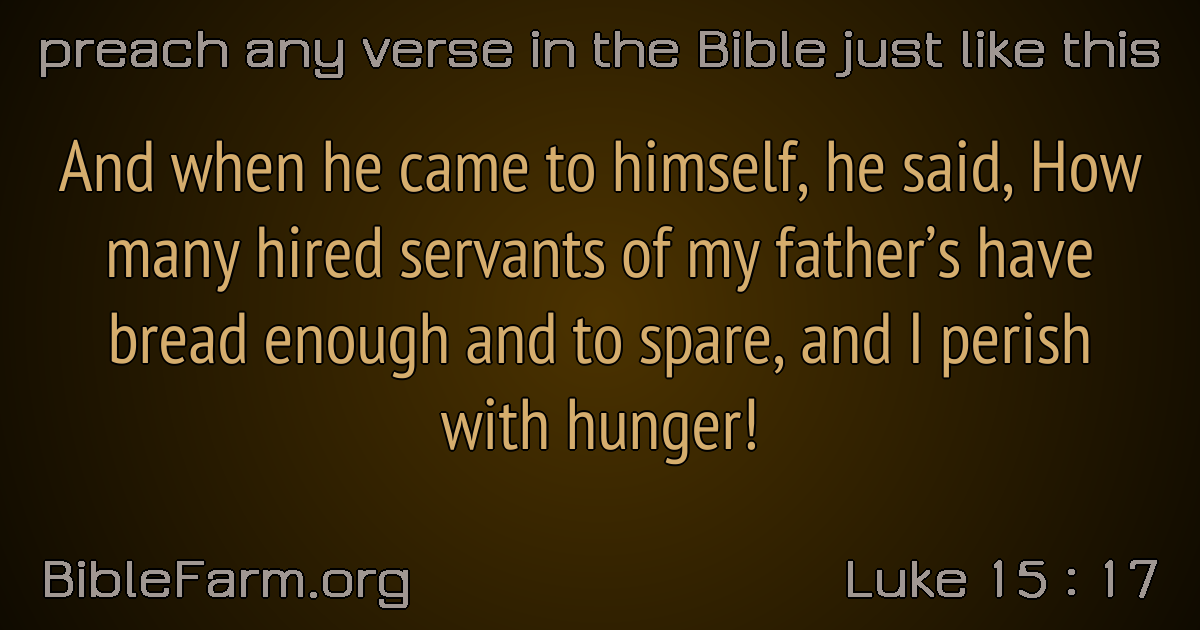 preach any verse in the Bible just like this
And when he came to himself, he said, How
many hired servants of my father’s have
bread enough and to spare, and I perish
with hunger!
BibleFarm.org
Luke 15 : 17